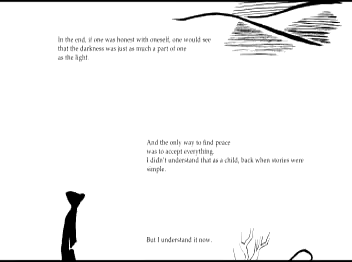 In the end, if one was honest with oneself, one would see
that the darkness was just as much a part of one
as the light.
And the only way to find peace
was to accept everything.
I didn't understand that as a child, back when stories were
simple.
But I understand it now.